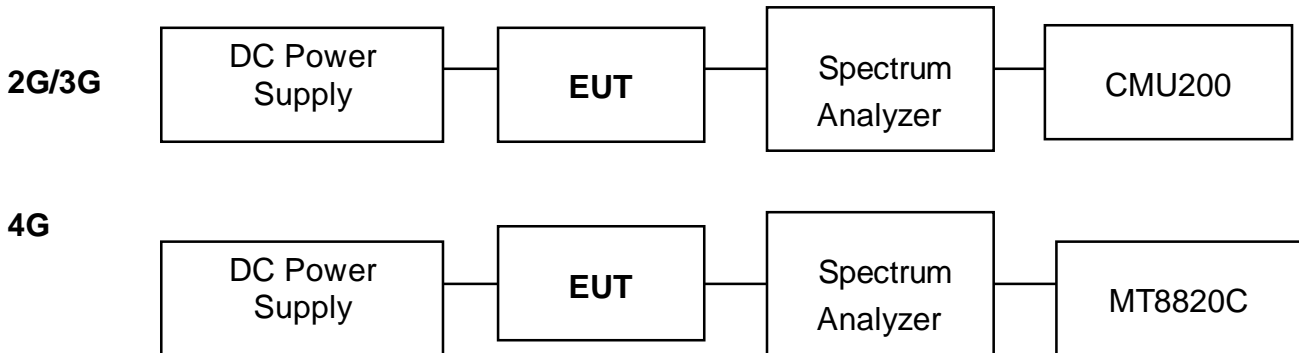 2G/3G
DC Power
Supply
EUT
Spectrum
Analyzer
CMU200
4G
DC Power
Supply
EUT
Spectrum
Analyzer
MT8820C